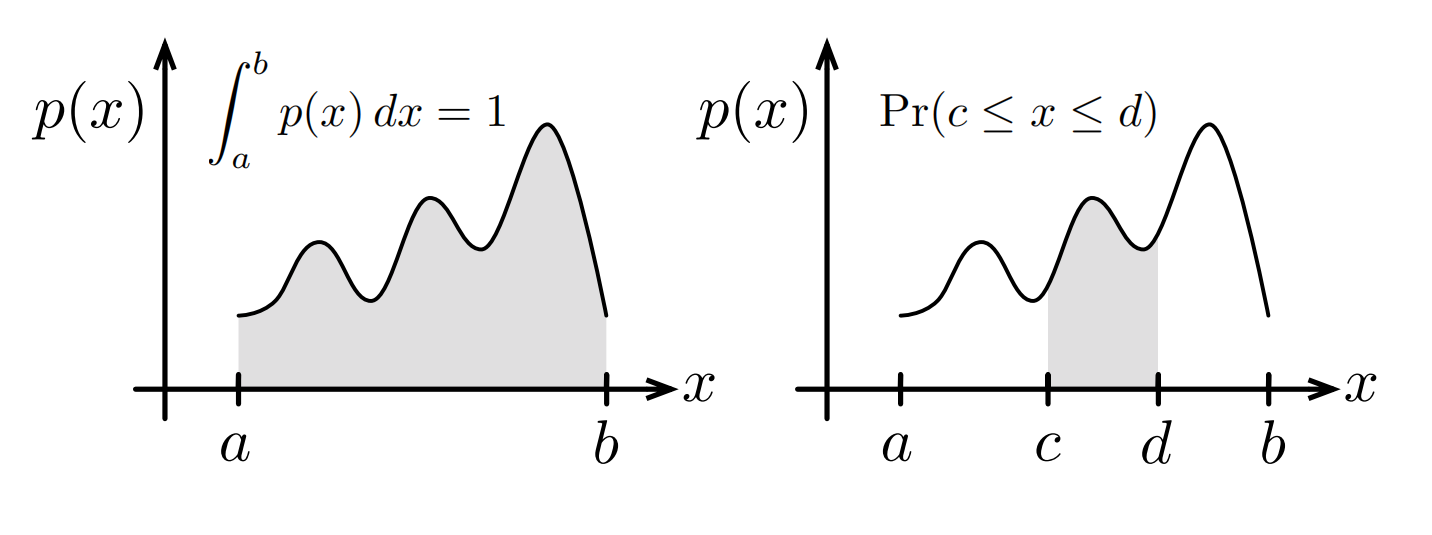 p(x) ∫_a^b p(x) dx = 1
x
a b
p(x) Pr(c ≤ x ≤ d)
x
a c d b